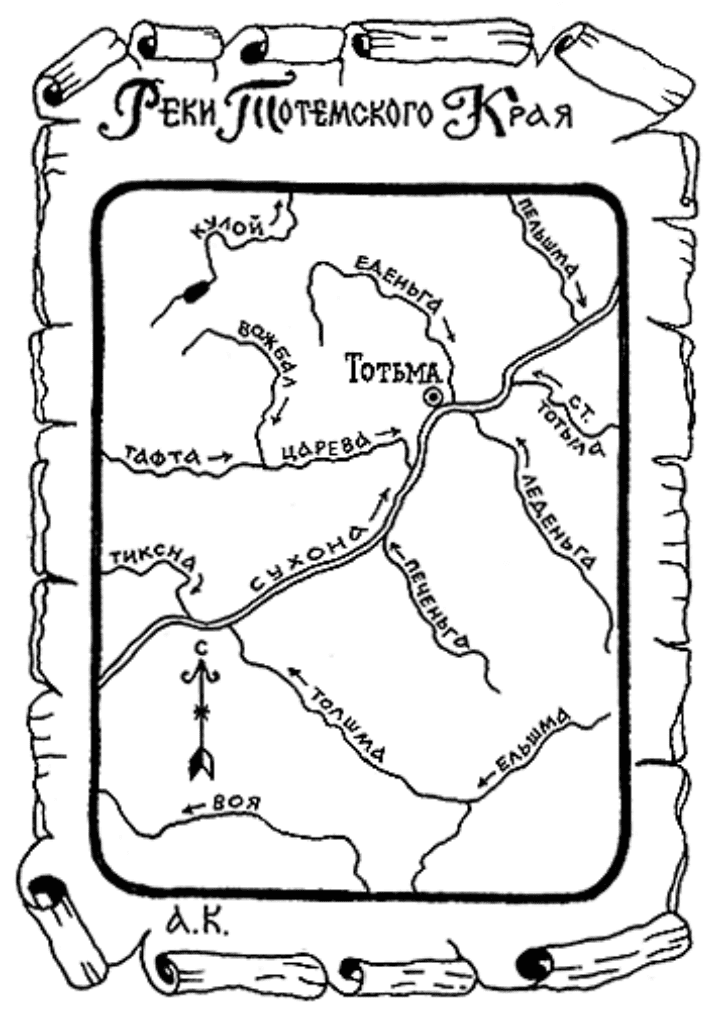 Реки Тотемского Края
КУЛОЙ
ПЕЛЬШМА
ЕДЕНЬГА
ВОЖБАЛ
ТОТЬМА
СТ.
ТОТЬМА
ТАФТА
ЦАРЕВА
ЛЕДЕНЬГА
СУХОНА
ТИКСНА
ПЕЧЕНЬГА
С
ТОЛШМА
ЕЛЬШМА
ВОЯ
А.К.